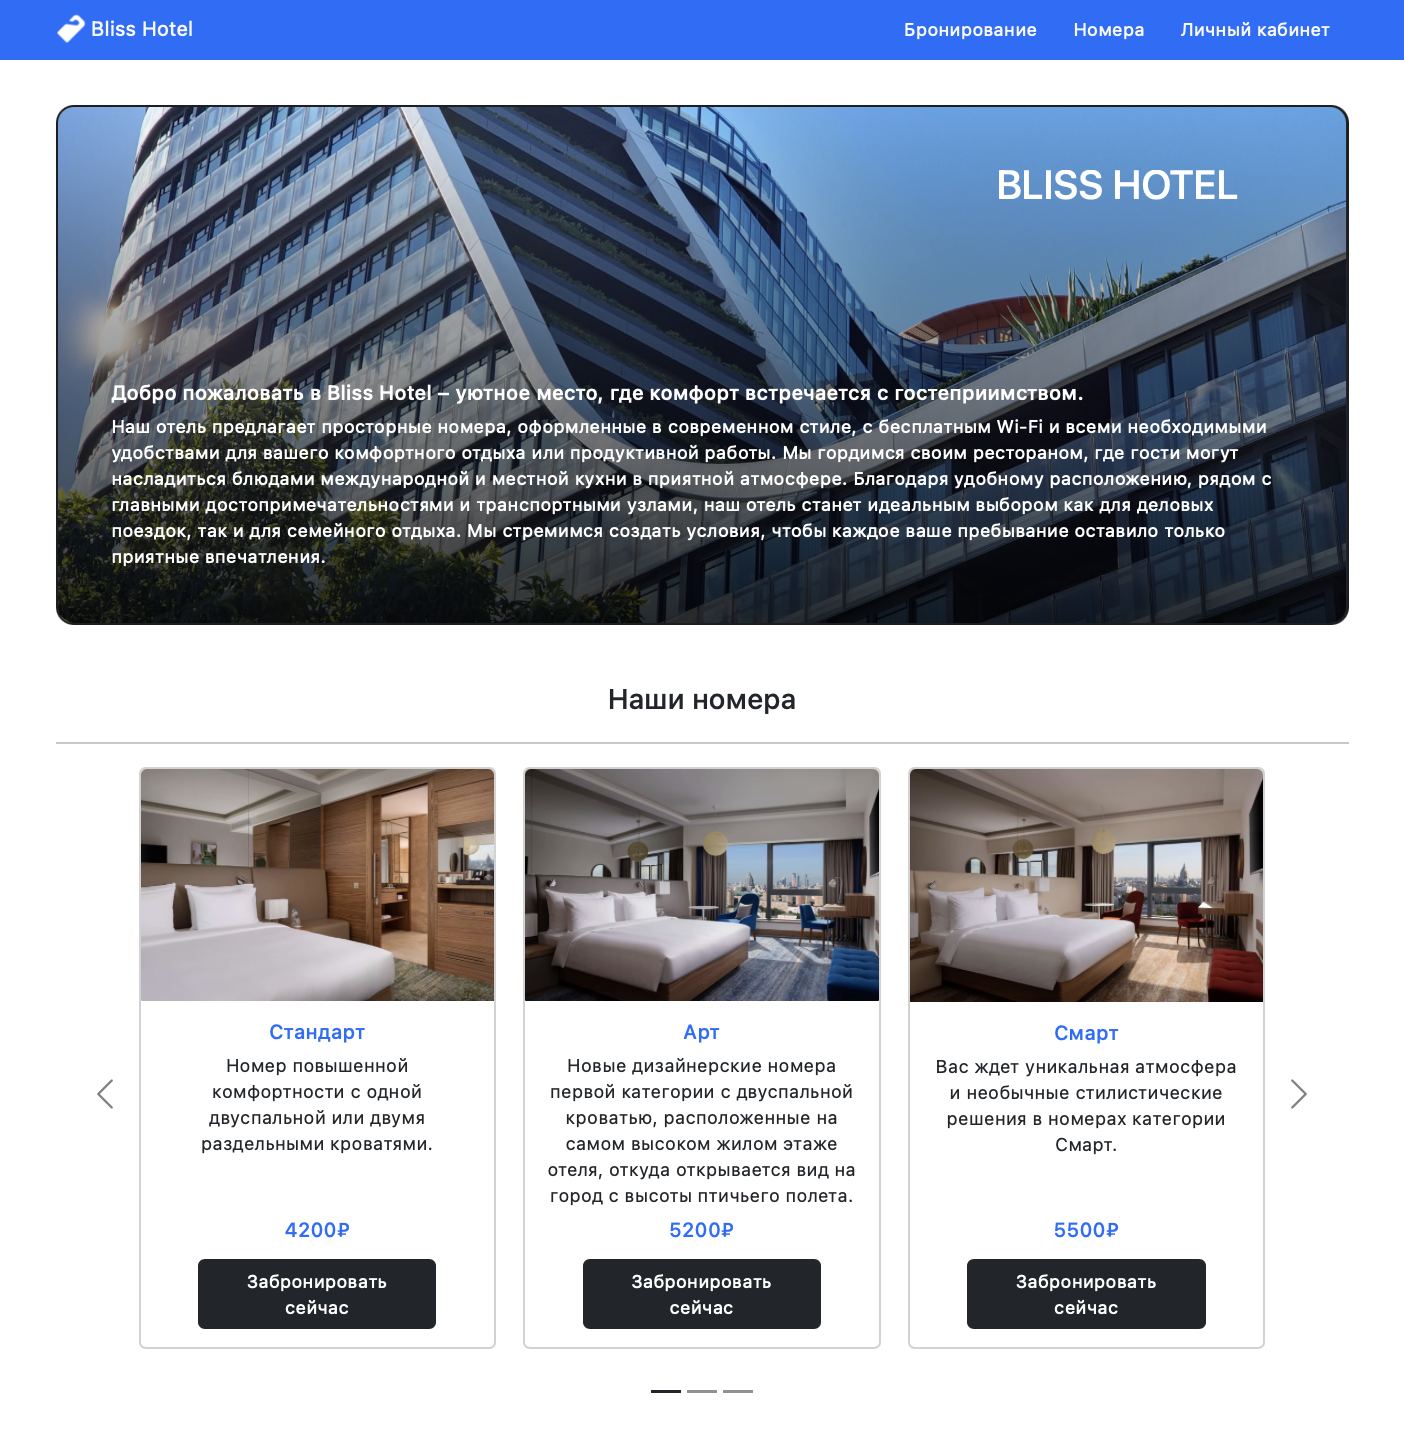 Bliss Hotel
Бронирование
Номера
Личный кабинет
BLISS HOTEL
Добро пожаловать в Bliss Hotel – уютное место, где комфорт встречается с гостеприимством.
Наш отель предлагает просторные номера, оформленные в современном стиле, с бесплатным Wi-Fi и всеми необходимыми
удобствами для вашего комфортного отдыха или продуктивной работы. Мы гордимся своим рестораном, где гости могут
насладиться блюдами международной и местной кухни в приятной атмосфере. Благодаря удобному расположению, рядом с
главными достопримечательностями и транспортными узлами, наш отель станет идеальным выбором как для деловых
поездок, так и для семейного отдыха. Мы стремимся создать условия, чтобы каждое ваше пребывание оставило только
приятные впечатления.
Наши номера
Стандарт
Номер повышенной
комфортности с одной
двуспальной или двумя
раздельными кроватями.
4200₽
Забронировать
сейчас
Арт
Новые дизайнерские номера
первой категории с двуспальной
кроватью, расположенные на
самом высоком жилом этаже
отеля, откуда открывается вид на
город с высоты птичьего полета.
5200₽
Забронировать
сейчас
Смарт
Вас ждет уникальная атмосфера
и необычные стилистические
решения в номерах категории
Смарт.
5500₽
Забронировать
сейчас